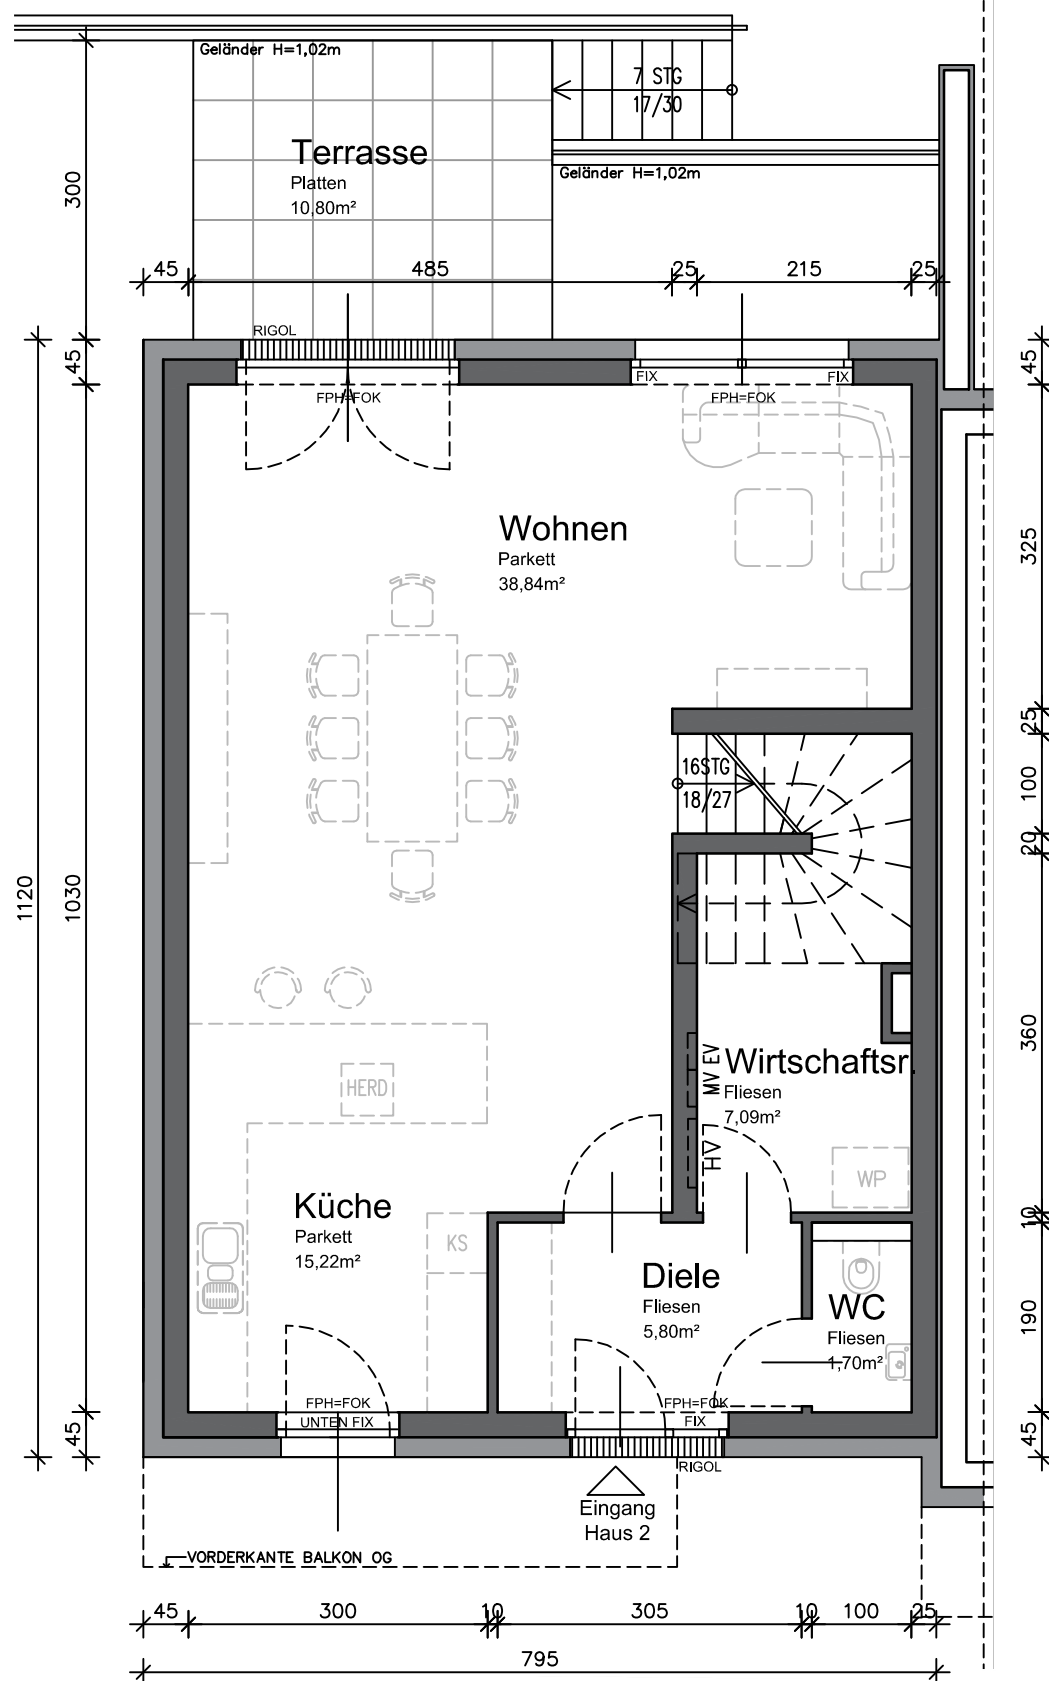 Geländer H=1,02m
7 STG
17/30
Terrasse
Platten
10,80m²
Geländer H=1,02m
300
45
485
25
215
25
RIGOL
45
FIX
FIX
45
FPH=FOK
FPH=FOK
Wohnen
Parkett
38,84m²
325
25
16STG
18/27
100
20
1120
1030
360
MV EV
Wirtschaftsr.
Fliesen
7,09m²
HERD
HV
WP
Küche
Parkett
15,22m²
KS
10
Diele
Fliesen
5,80m²
WC
Fliesen
1,70m²
190
FPH=FOK
UNTEN FIX
FPH=FOK
FIX
45
45
RIGOL
Eingang
Haus 2
VORDERKANTE BALKON OG
45
300
10
305
10
100
25
795